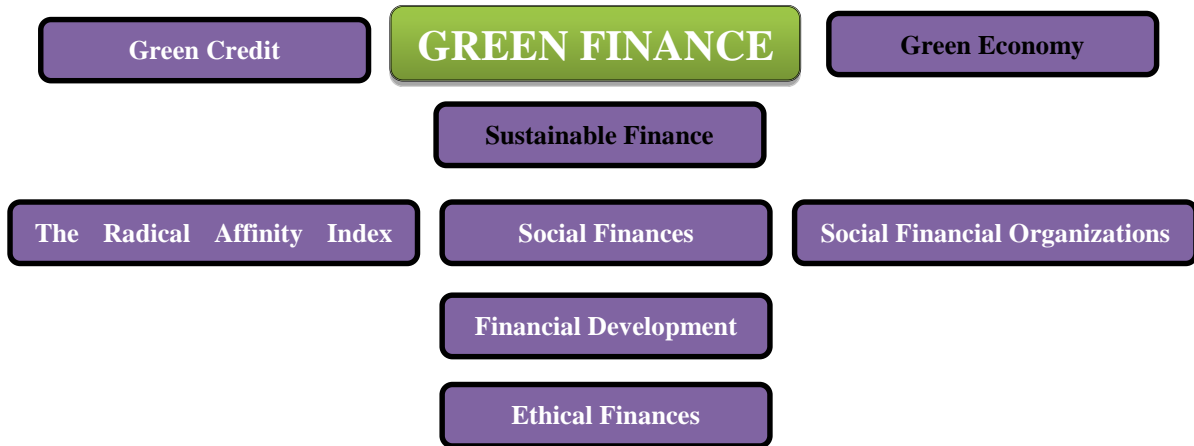 Green Credit
GREEN FINANCE
Green Economy
Sustainable Finance
The Radical Affinity Index
Social Finances
Social Financial Organizations
Financial Development
Ethical Finances